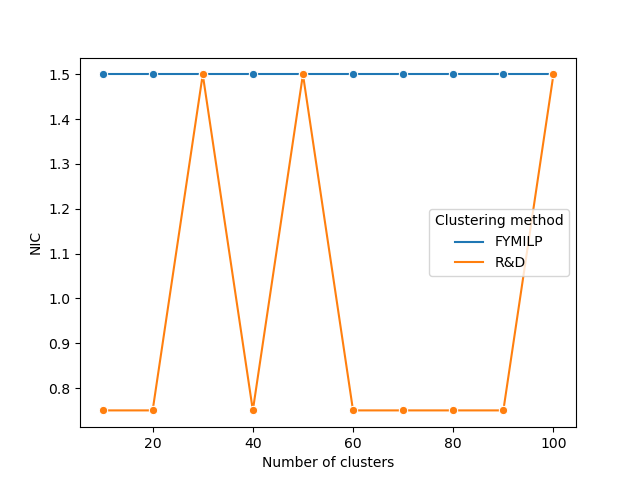 1.5
1.4
1.3
1.2
1.1
1.0
0.9
0.8
NIC
Clustering method
FYMILP
R&D
20 40 60 80 100
Number of clusters